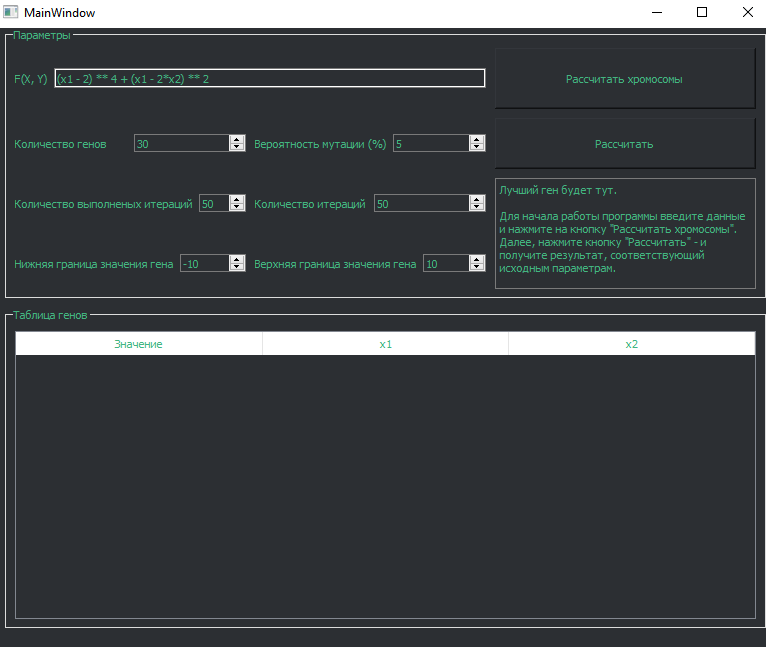 MainWindow
Параметры
F(X, Y) (x1 - 2) ** 4 + (x1 - 2*x2) ** 2
Рассчитать хромосомы
Количество генов 30 Вероятность мутации (%) 5
Рассчитать
Количество выполненых итераций 50 Количество итераций 50
Нижняя граница значения гена -10 Верхняя граница значения гена 10
Лучший ген будет тут.
Для начала работы программы введите данные
и нажмите на кнопку "Рассчитать хромосомы".
Далее, нажмите кнопку "Рассчитать" - и
получите результат, соответствующий
исходным параметрам.
Таблица генов
Значение x1 x2